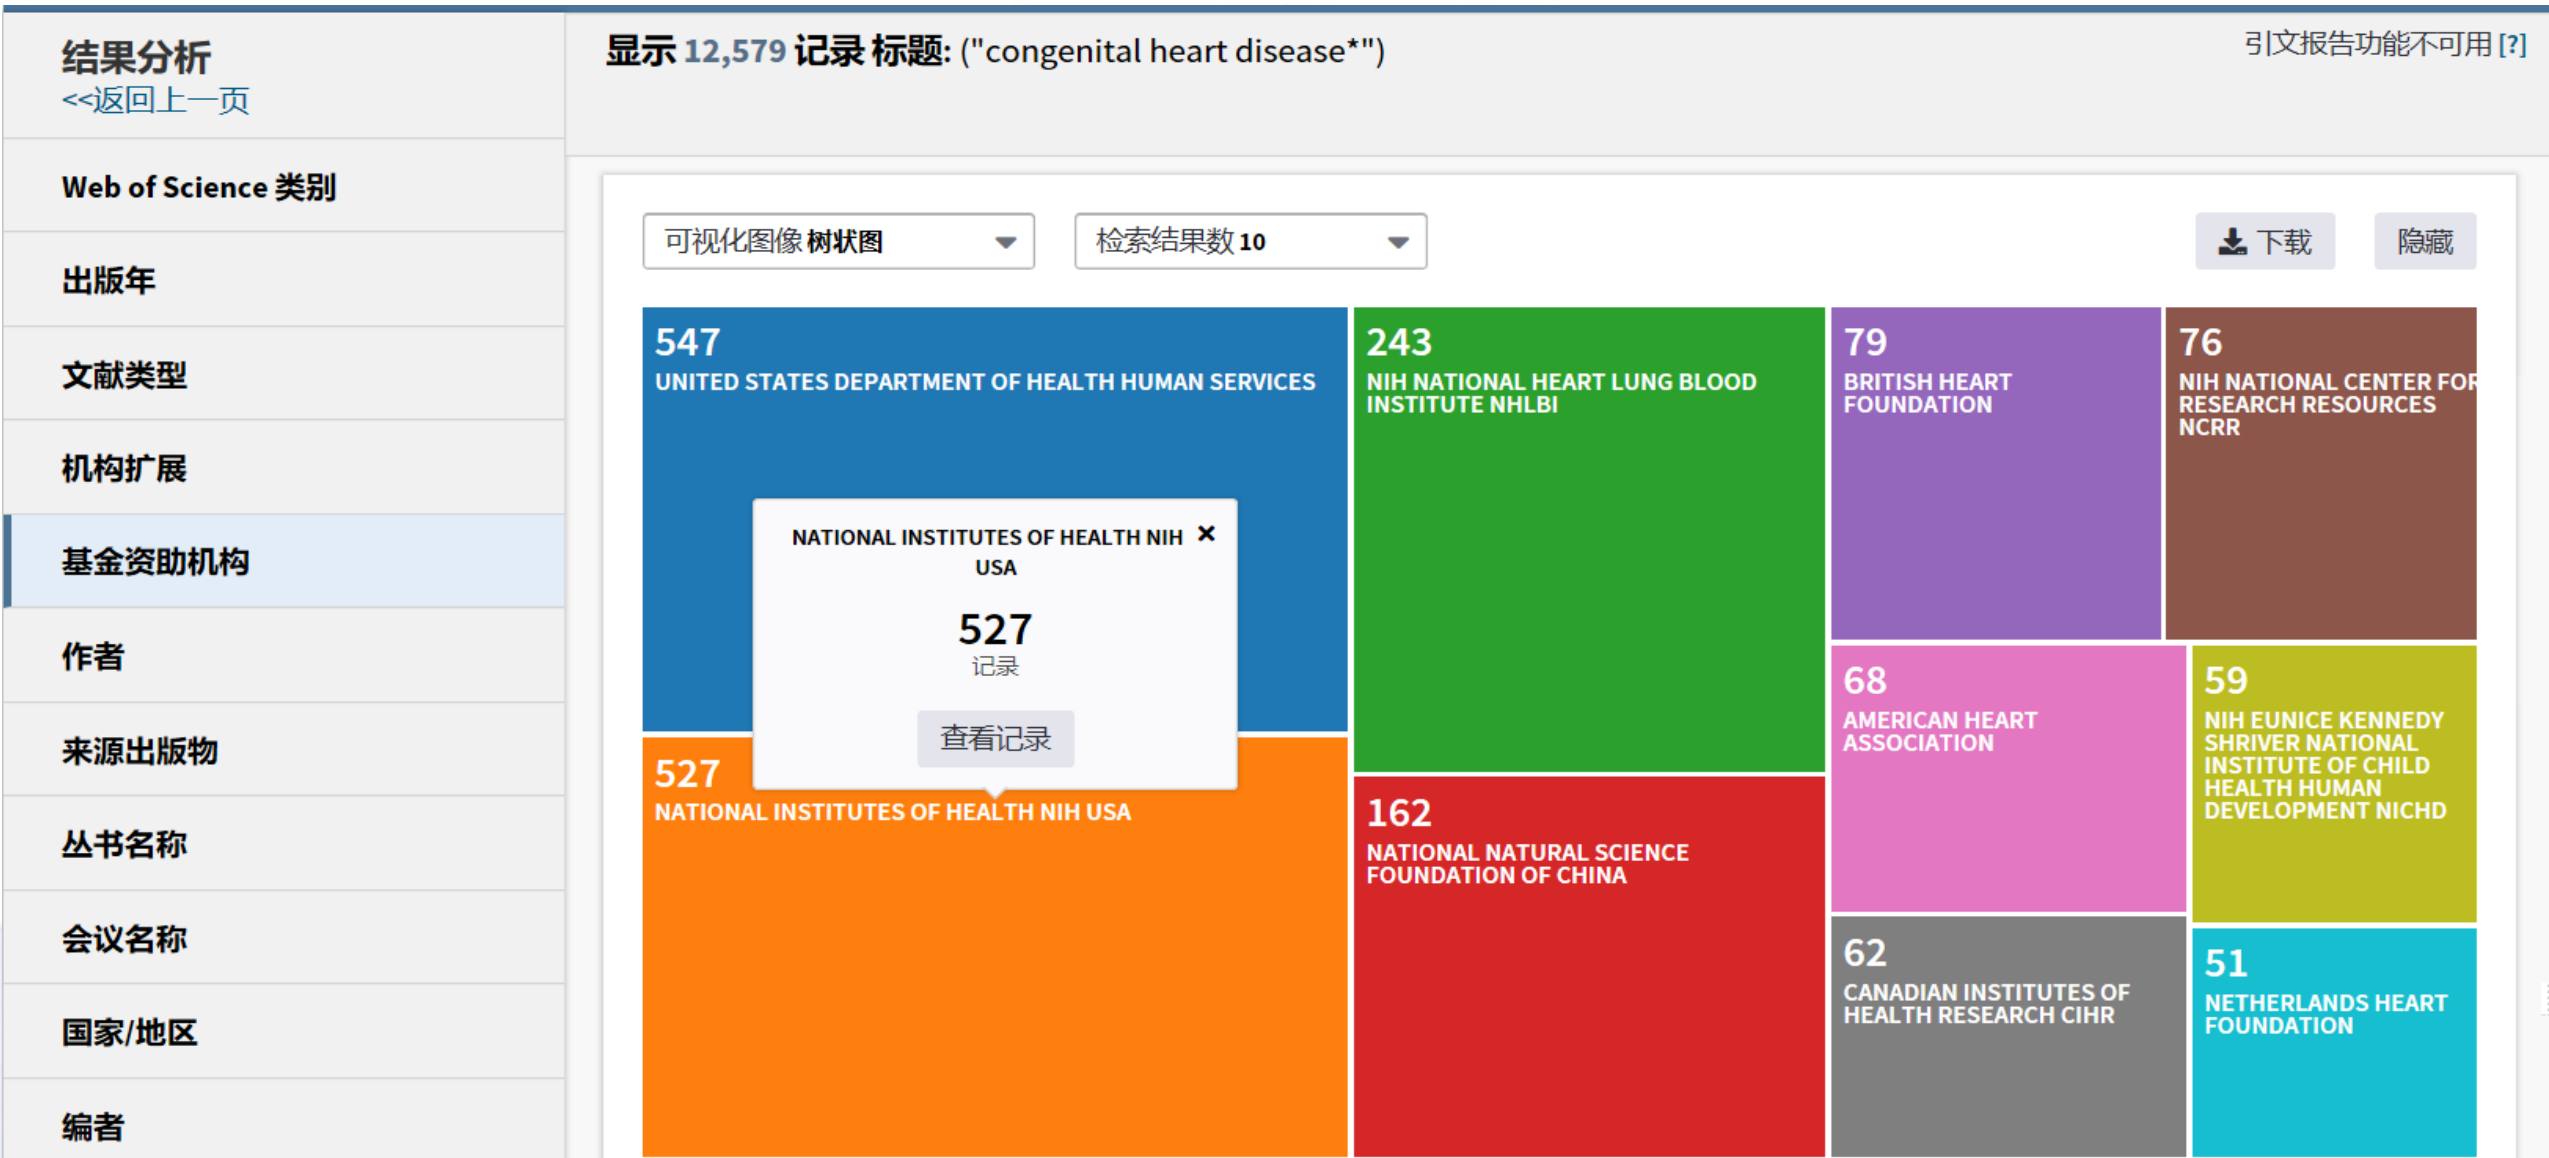 结果分析
<<返回上一页
Web of Science 类别
出版年
文献类型
机构扩展
基金资助机构
作者
来源出版物
丛书名称
会议名称
国家/地区
编者
显示 12,579 记录 标题: ("congenital heart disease*")
引文报告功能不可用 [?]
可视化图像 树状图
检索结果数 10
下载
隐藏
547
UNITED STATES DEPARTMENT OF HEALTH HUMAN SERVICES
NATIONAL INSTITUTES OF HEALTH NIH
USA
527
记录
查看记录
527
NATIONAL INSTITUTES OF HEALTH NIH USA
243
NIH NATIONAL HEART LUNG BLOOD
INSTITUTE NHLBI
162
NATIONAL NATURAL SCIENCE
FOUNDATION OF CHINA
79
BRITISH HEART
FOUNDATION
76
NIH NATIONAL CENTER FOR
RESEARCH RESOURCES
NCRR
68
AMERICAN HEART
ASSOCIATION
59
NIH EUNICE KENNEDY
SHRIVER NATIONAL
INSTITUTE OF CHILD
HEALTH HUMAN
DEVELOPMENT NICHD
62
CANADIAN INSTITUTES OF
HEALTH RESEARCH CIHR
51
NETHERLANDS HEART
FOUNDATION